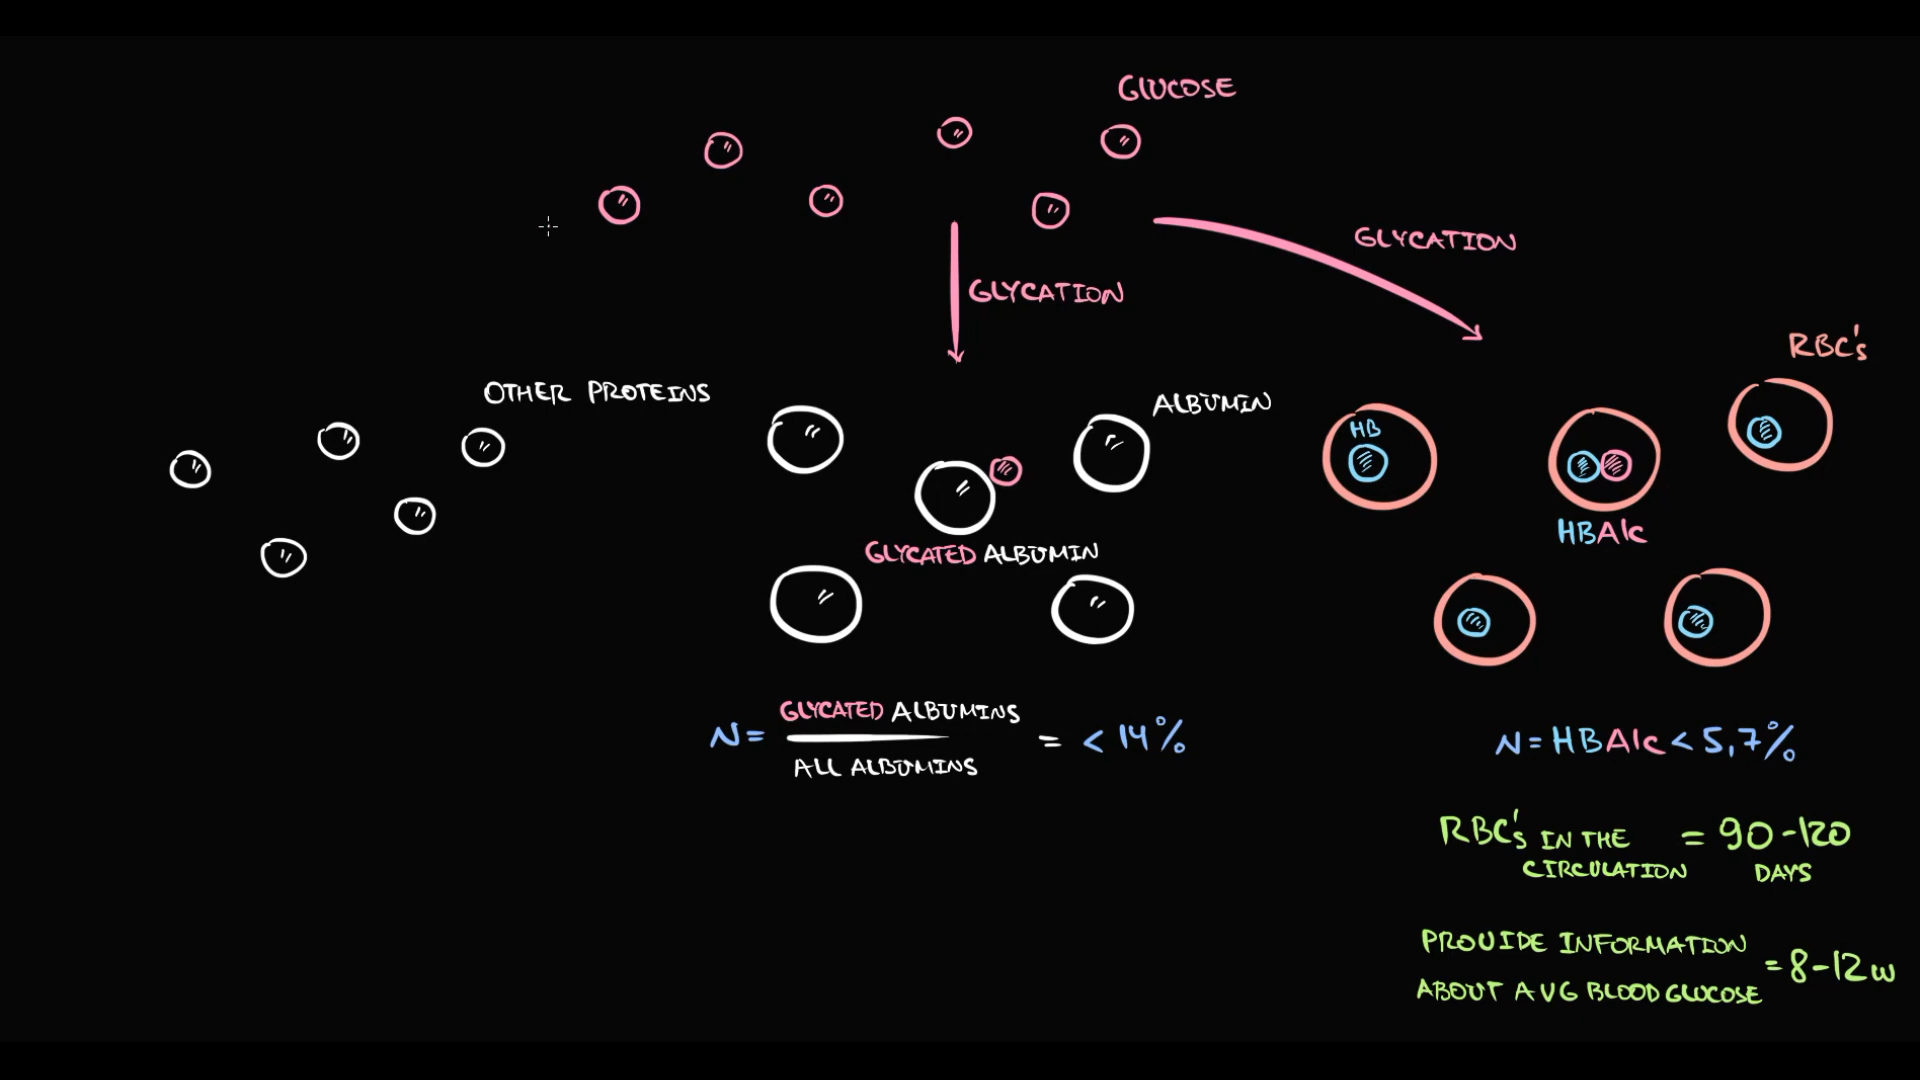 GLUCOSE
GLYCATION
GLYCATION
RBC's
OTHER PROTEINS
ALBUMIN
HB
HBA1c
GLYCATED ALBUMIN
N = GLYCATED ALBUMINS = < 14%
ALL ALBUMINS
N = HBA1c < 5,7%
RBC's IN THE = 90-120
CIRCULATION DAYS
PROVIDE INFORMATION
= 8-12w
ABOUT AVG BLOOD GLUCOSE